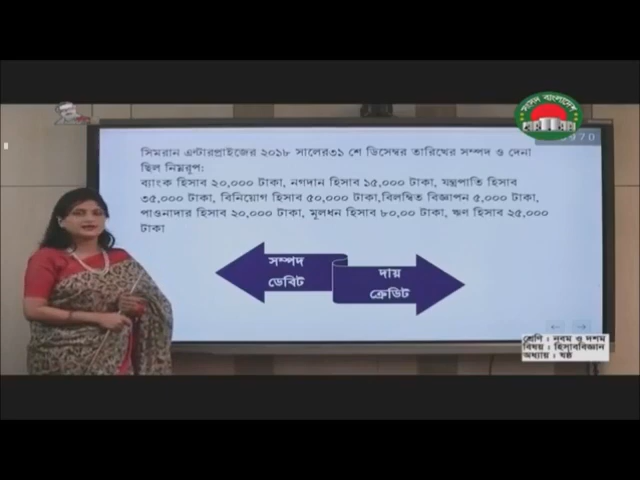 সংসদ বাংলাদেশ
সিমরান এন্টারপ্রাইজের ২০১৮ সালের৩১ শে ডিসেম্বর তারিখের সম্পদ ও দেনা
ছিল নিম্নরূপ:
ব্যাংক হিসাব ২০,০০০ টাকা, নগদান হিসাব ১৫,০০০ টাকা, যন্ত্রপাতি হিসাব
৩৫,০০০ টাকা, বিনিয়োগ হিসাব ৫০,০০০ টাকা,বিলম্বিত বিজ্ঞাপন ৫,০০০ টাকা,
পাওনাদার হিসাব ২০,০০০ টাকা, মূলধন হিসাব ৮০,০০ টাকা, ঋণ হিসাব ২৫,০০০
টাকা
সম্পদ
ডেবিট
দায়
ক্রেডিট
শ্রেণি : নবম ও দশম
বিষয় : হিসাববিজ্ঞান
অধ্যায় : ষষ্ঠ